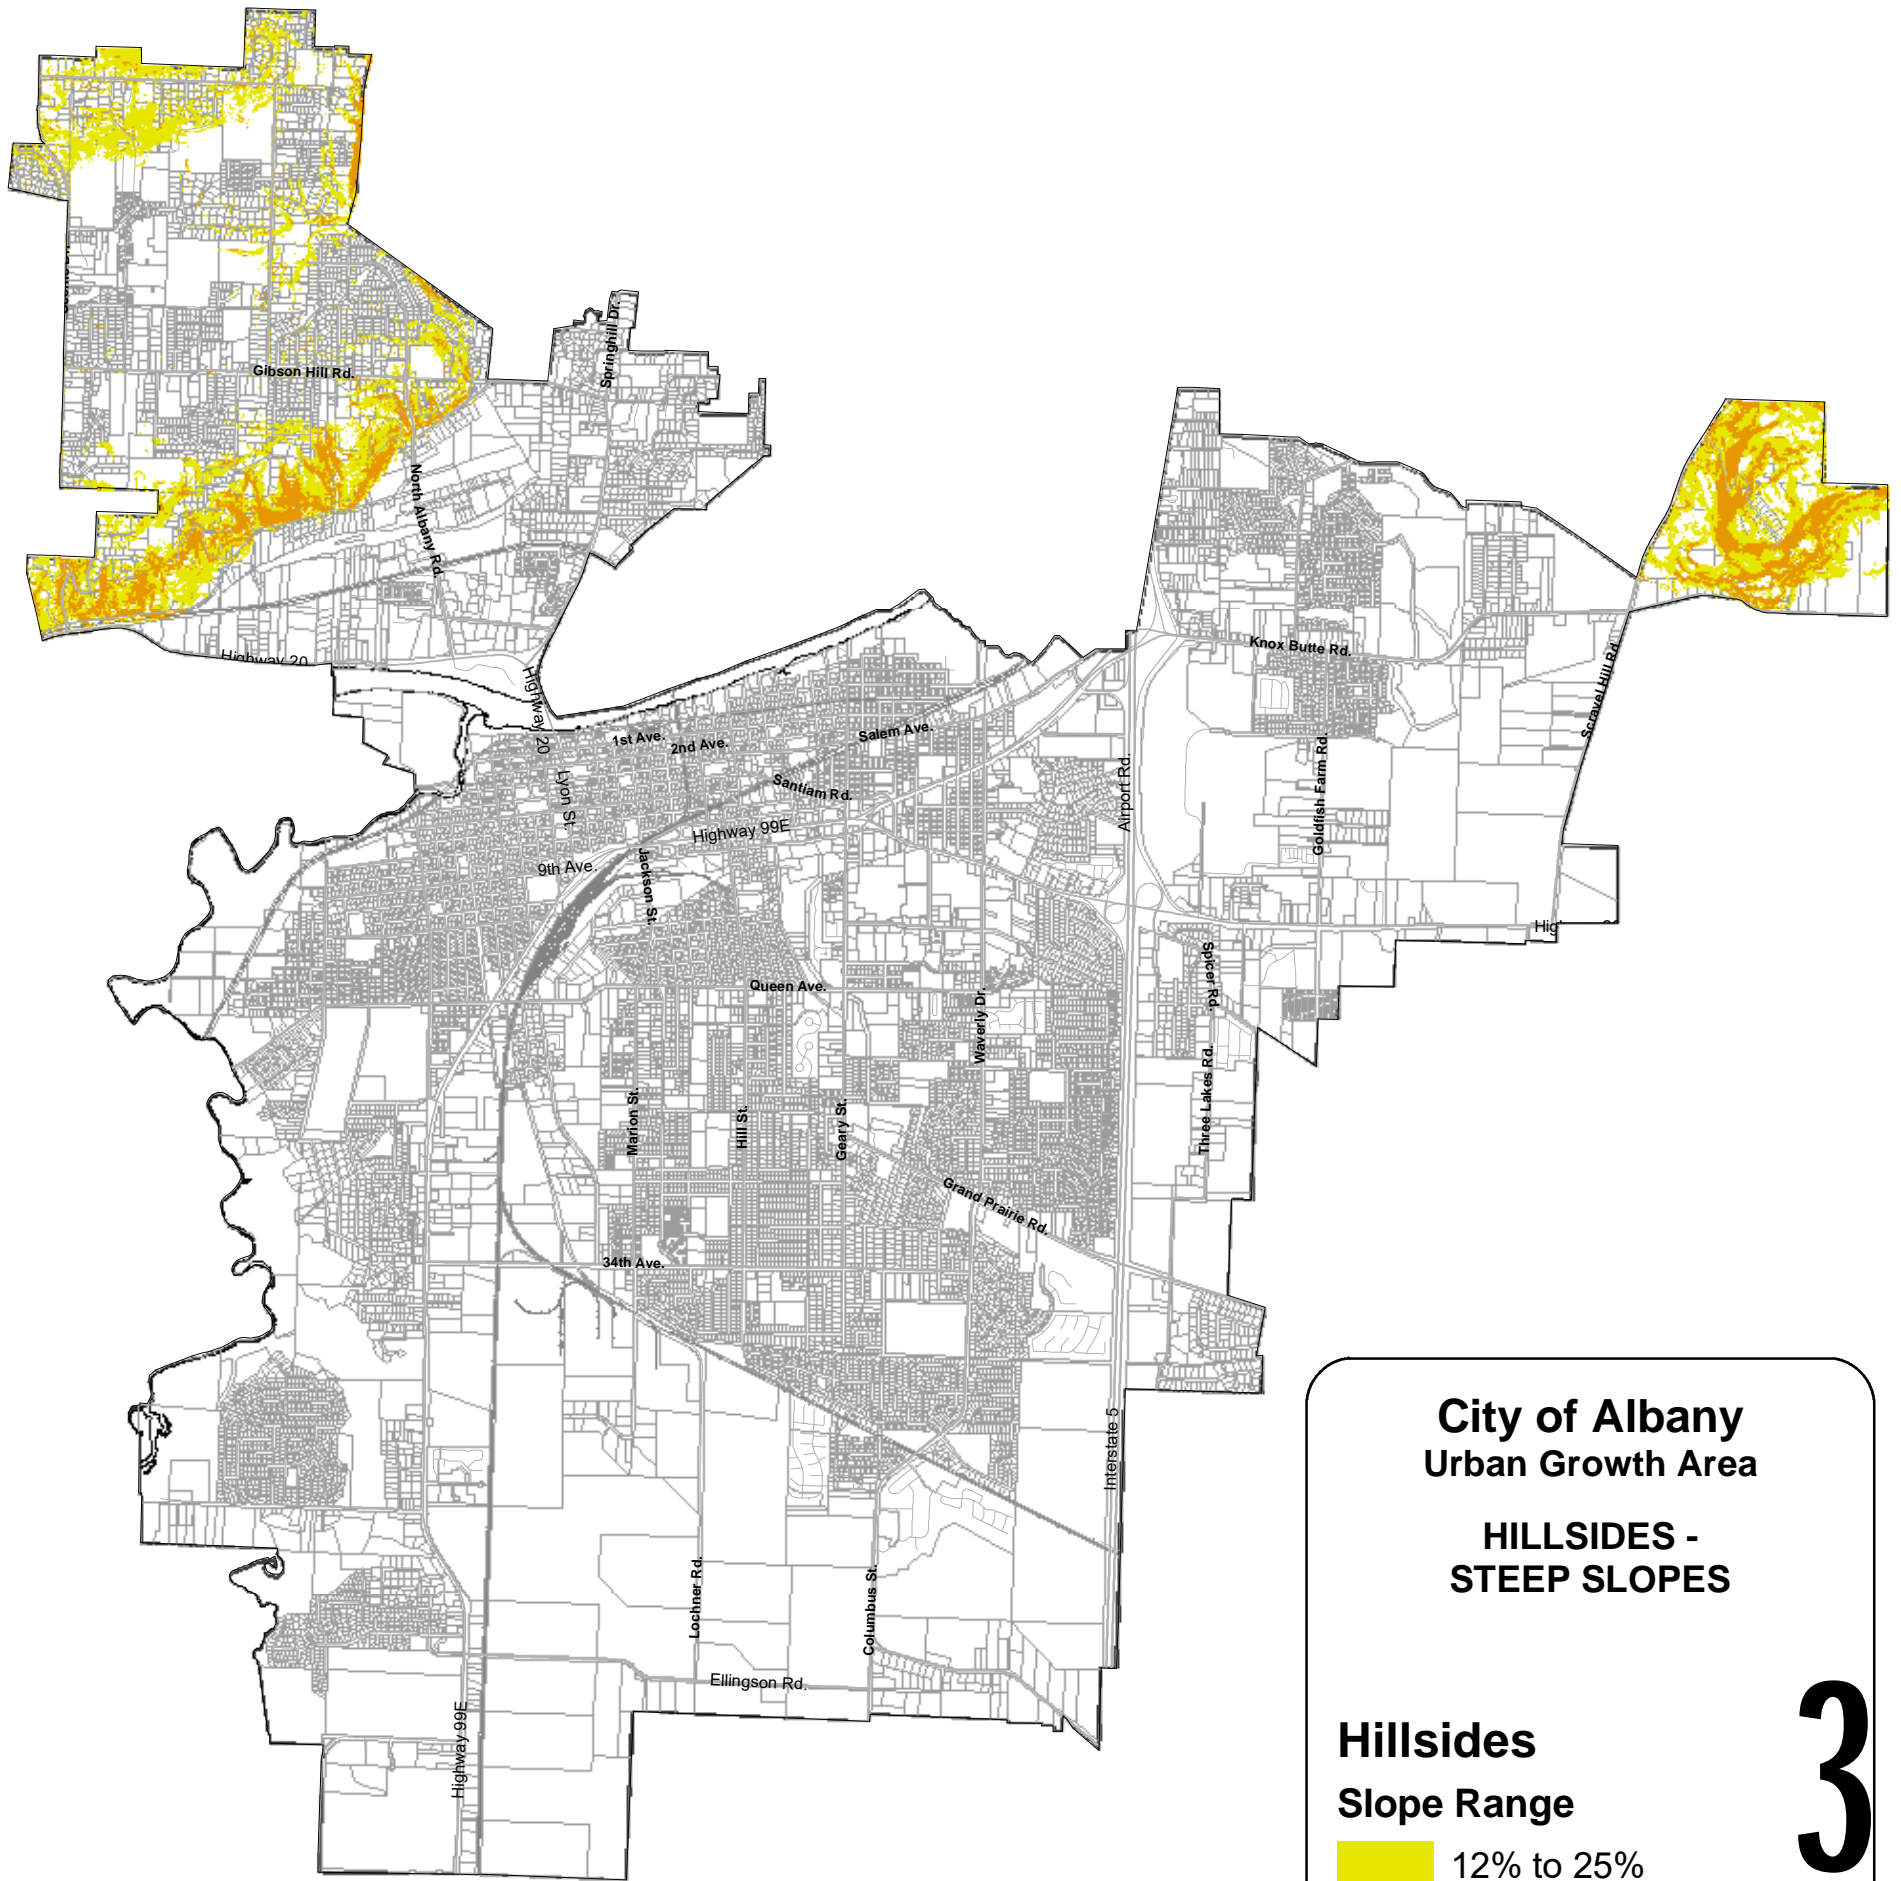 Springhill Dr.
Gibson Hill Rd.
North Albany Rd.
Highway 20
Highway 20
Knox Butte Rd.
Scravel Hill Rd.
1st Ave.
2nd Ave.
Salem Ave.
Lyon St.
Santiam Rd.
Airport Rd.
Goldfish Farm Rd.
Highway 99E
9th Ave.
Jackson St.
Hig
Spicer Rd.
Queen Ave.
Waverly Dr.
Three Lakes Rd.
Marion St.
Hill St.
Geary St.
Grand Prairie Rd.
34th Ave.
Interstate 5
Lochner Rd.
Columbus St.
Ellingson Rd.
Highway 99E
City of Albany
Urban Growth Area
HILLSIDES -
STEEP SLOPES
3
Hillsides
Slope Range
12% to 25%